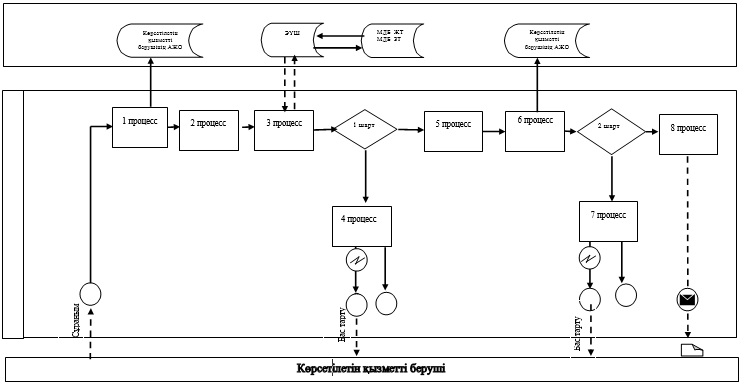 Көрсетілетін
қызметті
берушінің АЖО
ЭҮШ
МДБ ЖТ
МДБ ЗТ
Көрсетілетін
қызметті
берушінің АЖО
1 процесс
2 процесс
3 процесс
1 шарт
5 процесс
6 процесс
2 шарт
8 процесс
4 процесс
7 процесс
Сұраным
Бас тарту
Бас тарту
Көрсетілетін қызметті беруші